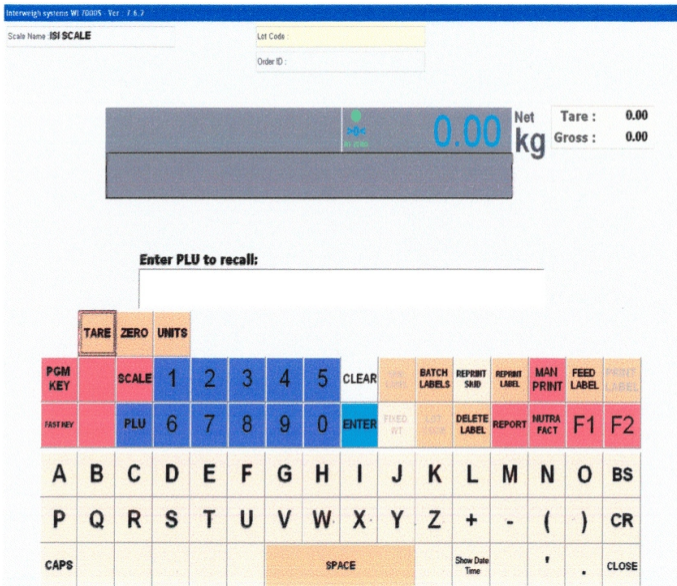 Interweigh systems WI 7000S - Ver : 7.6.2
Scale Name ISI SCALE
Lot Code :
Order ID :
>0<
0.00
Net
kg
Tare : 0.00
Gross : 0.00
Enter PLU to recall:
TARE ZERO UNITS
PGM KEY SCALE 1 2 3 4 5 CLEAR BATCH LABELS REPRINT SKID REPRINT LABEL MAN PRINT FEED LABEL PRINT LABEL
FAST KEY PLU 6 7 8 9 0 ENTER FIXED WT DELETE LABEL REPORT NUTRA FACT F1 F2
A B C D E F G H I J K L M N O BS
P Q R S T U V W X Y Z + - ( ) CR
CAPS SPACE Show Date Time ' . CLOSE